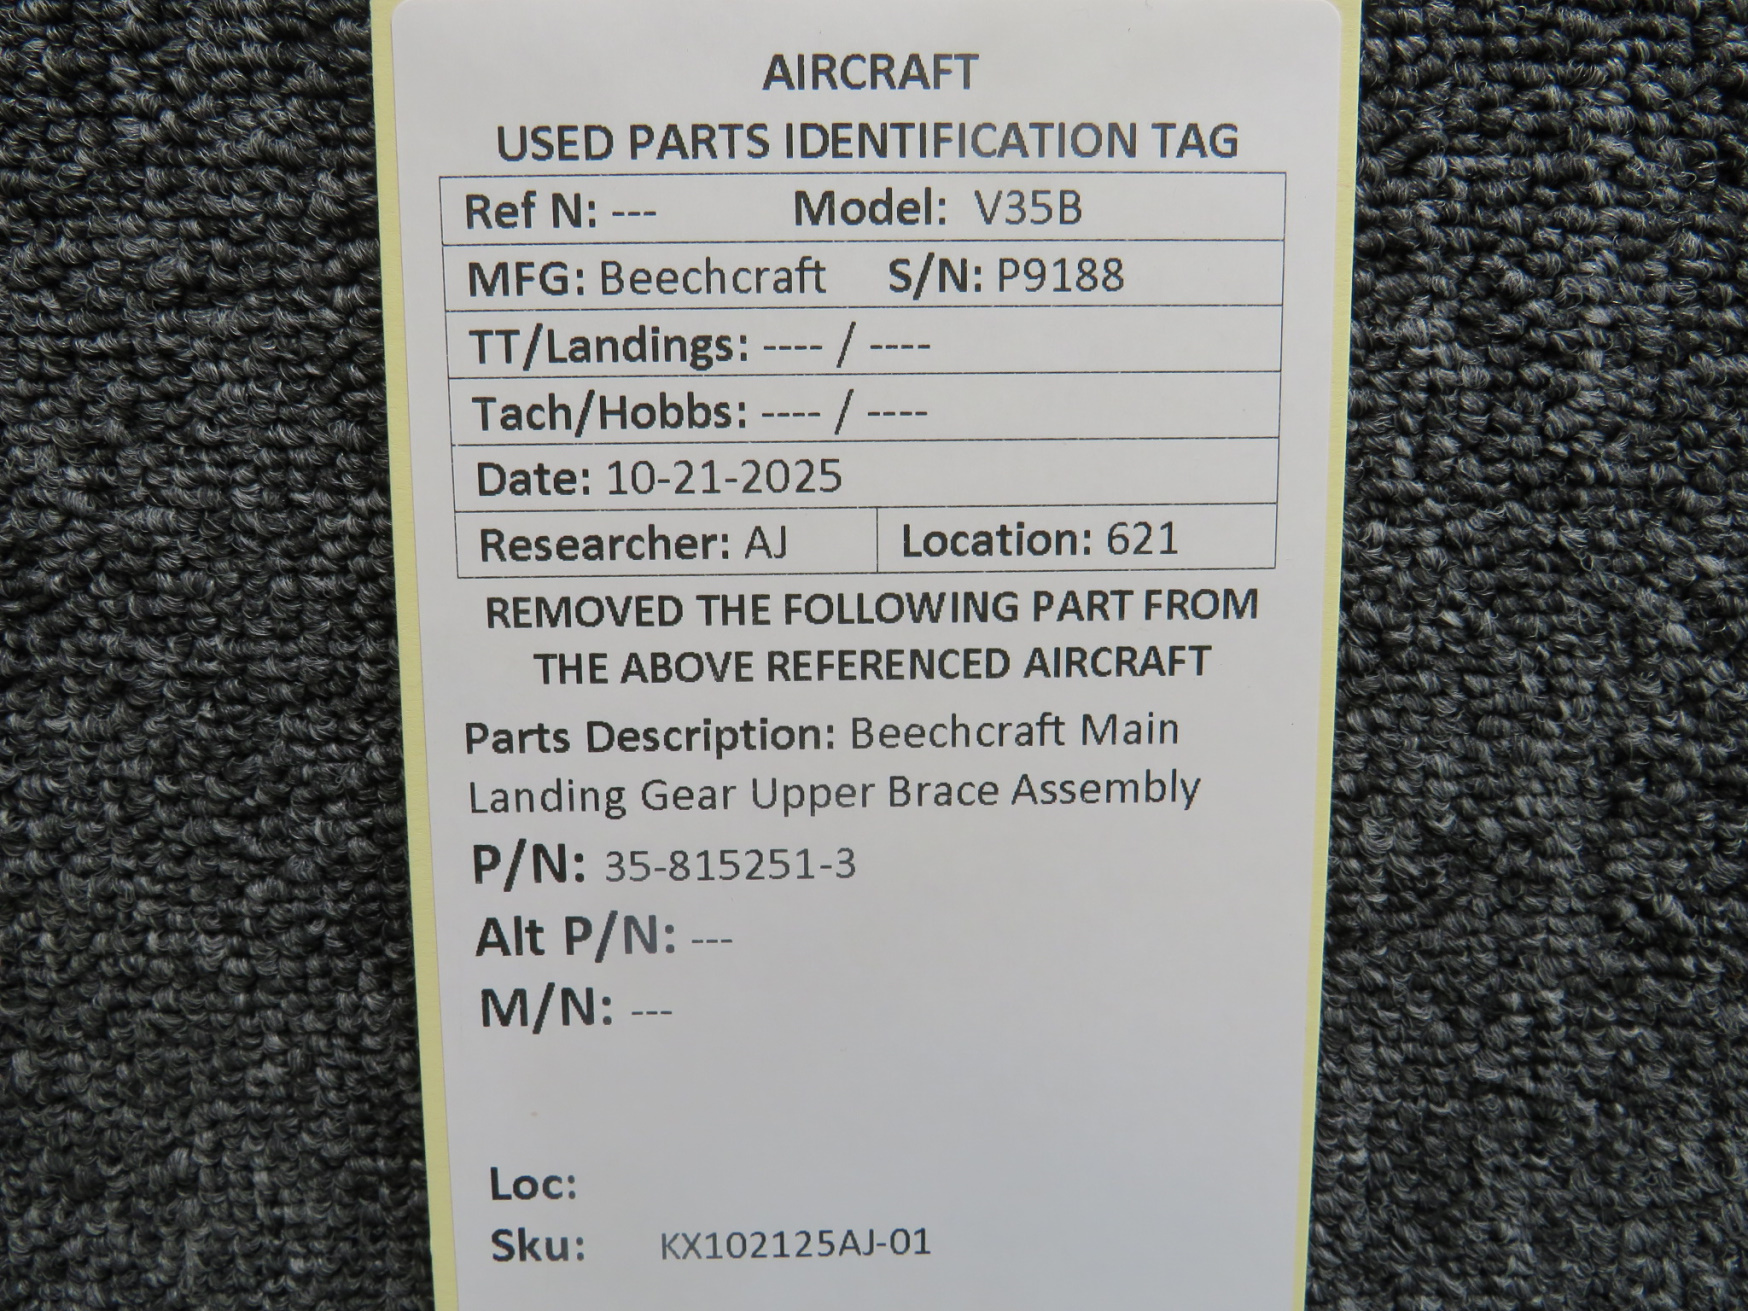 AIRCRAFT
USED PARTS IDENTIFICATION TAG
Ref N: --- Model: V35B
MFG: Beechcraft S/N: P9188
TT/Landings: ---- / ----
Tach/Hobbs: ---- / ----
Date: 10-21-2025
Researcher: AJ Location: 621
REMOVED THE FOLLOWING PART FROM
THE ABOVE REFERENCED AIRCRAFT
Parts Description: Beechcraft Main
Landing Gear Upper Brace Assembly
P/N: 35-815251-3
Alt P/N: ---
M/N: ---
Loc:
Sku: KX102125AJ-01